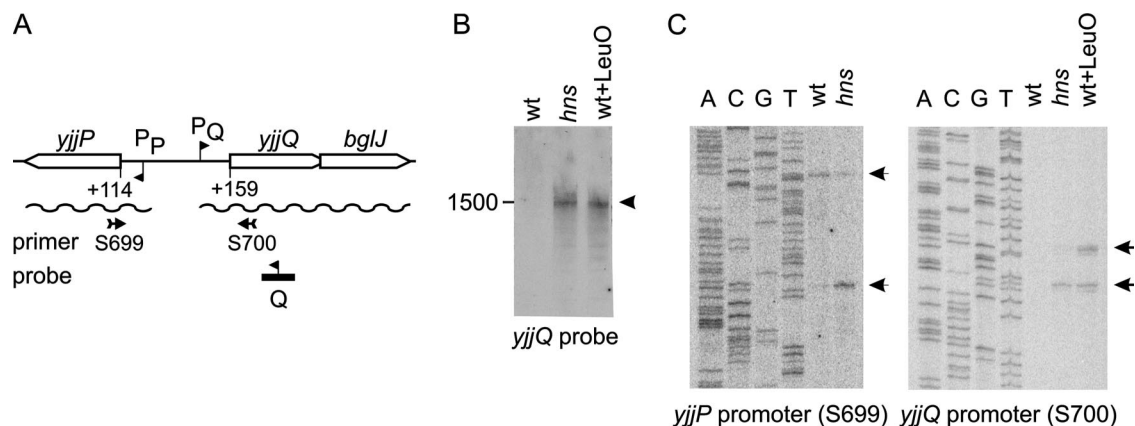 A
yjjP
PP
PQ
yjjQ
bglJ
+114
+159
primer
S699
S700
probe
Q
B
wt
hns
wt+LeuO
1500
yjjQ probe
C
A C G T wt hns
yjjP promoter (S699)
A C G T wt hns wt+LeuO
yjjQ promoter (S700)